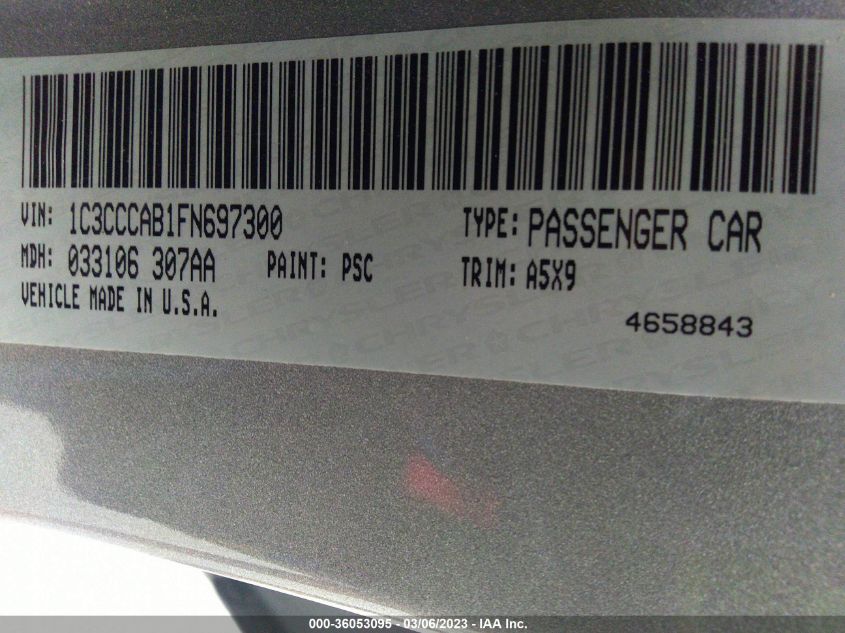 VIN: 1C3CCCAB1FN697300 TYPE: PASSENGER CAR
MDH: 033106 307AA PAINT: PSC TRIM: A5X9
VEHICLE MADE IN U.S.A.
4658843
000-36053095 - 03/06/2023 - IAA Inc.